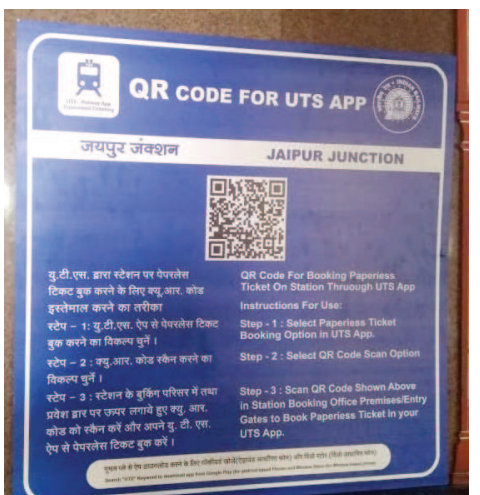 QR CODE FOR UTS APP
जयपुर जंक्शन
JAIPUR JUNCTION
यु.टी.एस. द्वारा स्टेशन पर पेपरलेस
टिकट बुक करने के लिए क्यू.आर. कोड
इस्तेमाल करने का तरीका
स्टेप – 1: यु.टी.एस. ऐप से पेपरलेस टिकट
बुक करने का विकल्प चुनें ।
स्टेप – 2 : क्यु.आर. कोड स्कैन करने का
विकल्प चुनें ।
स्टेप – 3 : स्टेशन के बुकिंग परिसर में तथा
प्रवेश द्वार पर ऊपर लगाये हुए क्यु. आर.
कोड को स्कैन करें और अपने यु. टी. एस.
ऐप से पेपरलेस टिकट बुक करें ।
QR Code For Booking Paperless
Ticket On Station Thruough UTS App
Instructions For Use:
Step - 1 : Select Paperless Ticket
Booking Option in UTS App.
Step - 2 : Select QR Code Scan Option
Step - 3 : Scan QR Code Shown Above
in Station Booking Office Premises/Entry
Gates to Book Paperless Ticket in your
UTS App.